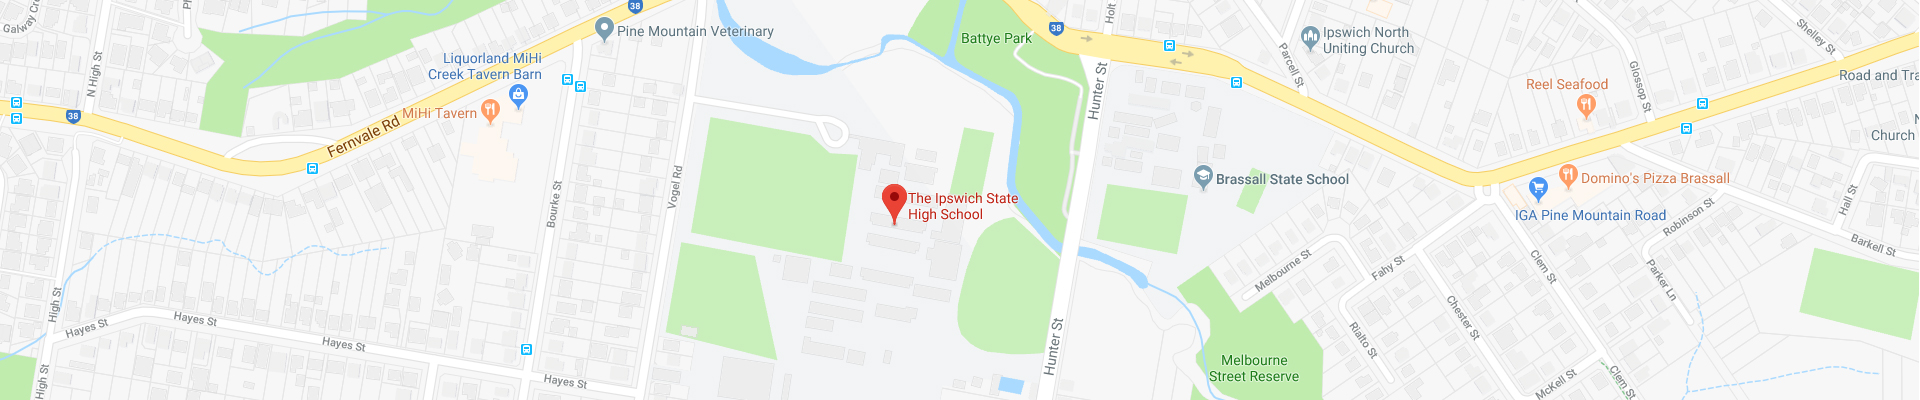 Galway Cr
Pl
N High St
38
Pine Mountain Veterinary
Liquorland MiHi
Creek Tavern Barn
MiHi Tavern
38
Fernvale Rd
Bourke St
Vogel Rd
High St
Hayes St
Hayes St
Hayes St
Hayes St
High St
The Ipswich State
High School
Battye Park
38
Holt
Hunter St
Hunter St
Ipswich North
Uniting Church
Parcell St
Brassall State School
Shelley St
Glossop St
Reel Seafood
Road and Tra
N
Church
Domino's Pizza Brassall
IGA Pine Mountain Road
Robinson St
Hall St
Barkell St
Melbourne St
Fahy St
Clem St
Parker Ln
Chester St
Rialto St
Melbourne
Street Reserve
McKell St
Clem St